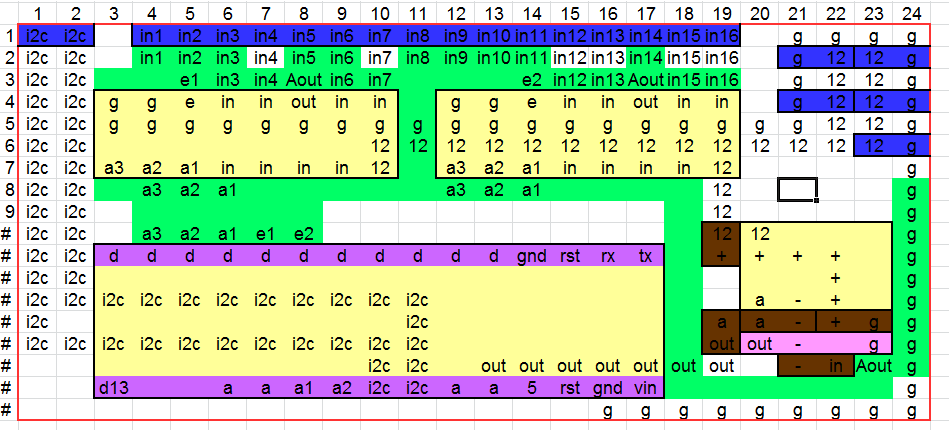 1 2 3 4 5 6 7 8 9 10 11 12 13 14 15 16 17 18 19 20 21 22 23 24
1 i2c i2c in1 in2 in3 in4 in5 in6 in7 in8 in9 in10 in11 in12 in13 in14 in15 in16 g g g g
2 i2c i2c in1 in2 in3 in4 in5 in6 in7 in8 in9 in10 in11 in12 in13 in14 in15 in16 g 12 12 g
3 i2c i2c e1 in3 in4 Aout in6 in7 e2 in12 in13 Aout in15 in16 g 12 12 g
4 i2c i2c g g e in in out in in g g e in in out in in g 12 12 g
5 i2c i2c g g g g g g g g g g g g g g g g g g g 12 12 g
6 i2c i2c 12 12 12 12 12 12 12 12 12 12 12 12 12 12 g
7 i2c i2c a3 a2 a1 in in in in 12 a3 a2 a1 in in in in 12 g
8 i2c i2c a3 a2 a1 a3 a2 a1 12 g
9 i2c i2c 12 g
# i2c i2c a3 a2 a1 e1 e2 12 12 g
# i2c i2c d d d d d d d d d d d gnd rst rx tx + + + + g
# i2c i2c + g
# i2c i2c i2c i2c i2c i2c i2c i2c i2c i2c i2c a - + g
# i2c i2c a a - + g g
# i2c i2c i2c i2c i2c i2c i2c i2c i2c i2c i2c out out - g g
# i2c i2c out out out out out out out - in Aout g
# d13 a a a1 a2 i2c i2c a a 5 rst gnd vin g
# g g g g g g g g g